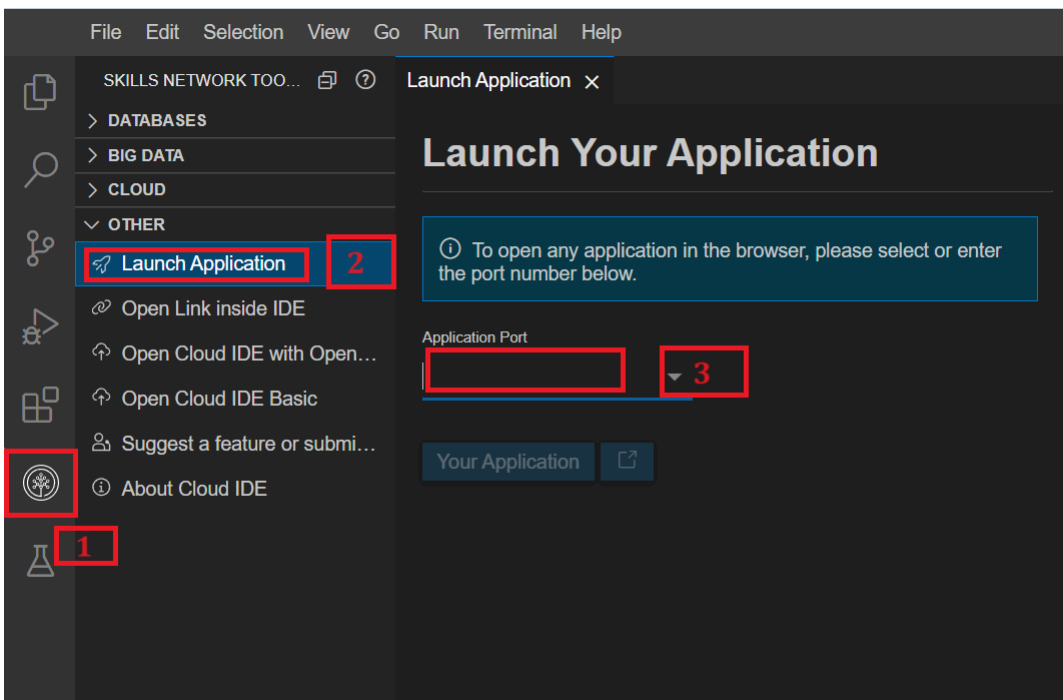 File Edit Selection View Go Run Terminal Help
SKILLS NETWORK TOO...
Launch Application
DATABASES
BIG DATA
CLOUD
OTHER
Launch Application 2
Open Link inside IDE
Open Cloud IDE with Open...
Open Cloud IDE Basic
Suggest a feature or submi...
About Cloud IDE
1
Launch Your Application
To open any application in the browser, please select or enter
the port number below.
Application Port
3
Your Application